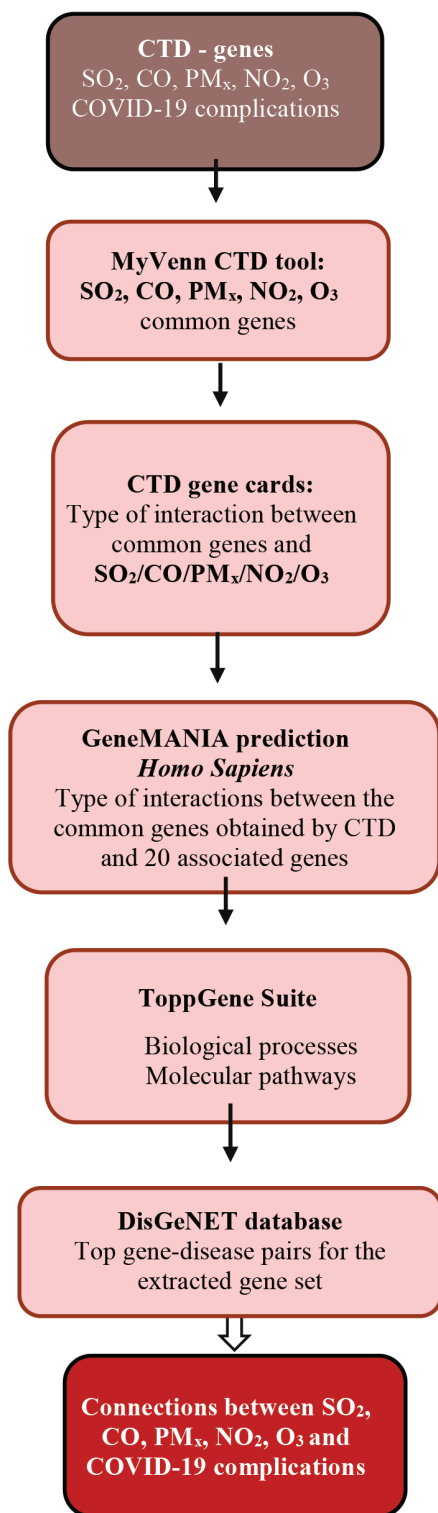 CTD - genes
SO₂, CO, PMₓ, NO₂, O₃
COVID-19 complications
MyVenn CTD tool:
SO₂, CO, PMₓ, NO₂, O₃
common genes
CTD gene cards:
Type of interaction between
common genes and
SO₂/CO/PMₓ/NO₂/O₃
GeneMANIA prediction
Homo Sapiens
Type of interactions between the
common genes obtained by CTD
and 20 associated genes
ToppGene Suite
Biological processes
Molecular pathways
DisGeNET database
Top gene-disease pairs for the
extracted gene set
Connections between SO₂,
CO, PMₓ, NO₂, O₃ and
COVID-19 complications